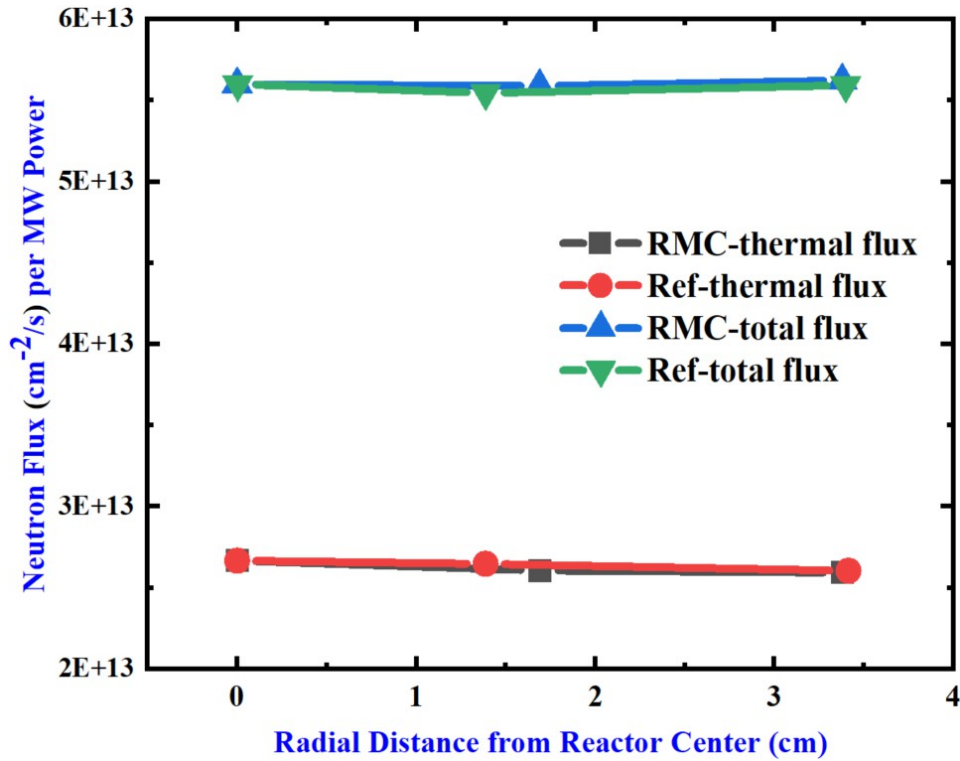 6E+13
5E+13
4E+13
3E+13
2E+13
Neutron Flux (cm⁻²/s) per MW Power
RMC-thermal flux
Ref-thermal flux
RMC-total flux
Ref-total flux
0 1 2 3 4
Radial Distance from Reactor Center (cm)